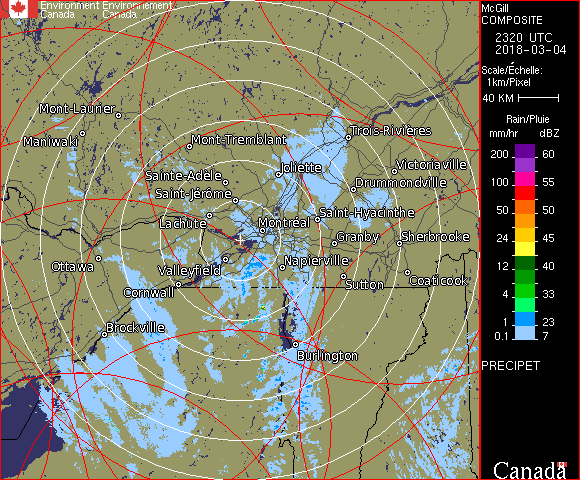 Environment Environnement
Canada Canada
McGill
COMPOSITE
2320 UTC
2018-03-04
Scale/Échelle:
1km/Pixel
40 KM
Rain/Pluie
mm/hr dBZ
200 60
100 55
50 50
24 45
12 40
4 33
1 23
0.1 7
PRECIPET
Canada
Mont-Laurier
Maniwaki
Mont-Tremblant
Trois-Rivières
Joliette
Victoriaville
Sainte-Adèle
Drummondville
Saint-Jérôme
Saint-Hyacinthe
Lachute
Montréal
Granby
Sherbrooke
Ottawa
Valleyfield
Napierville
Sutton
Coaticook
Cornwall
Brockville
Burlington